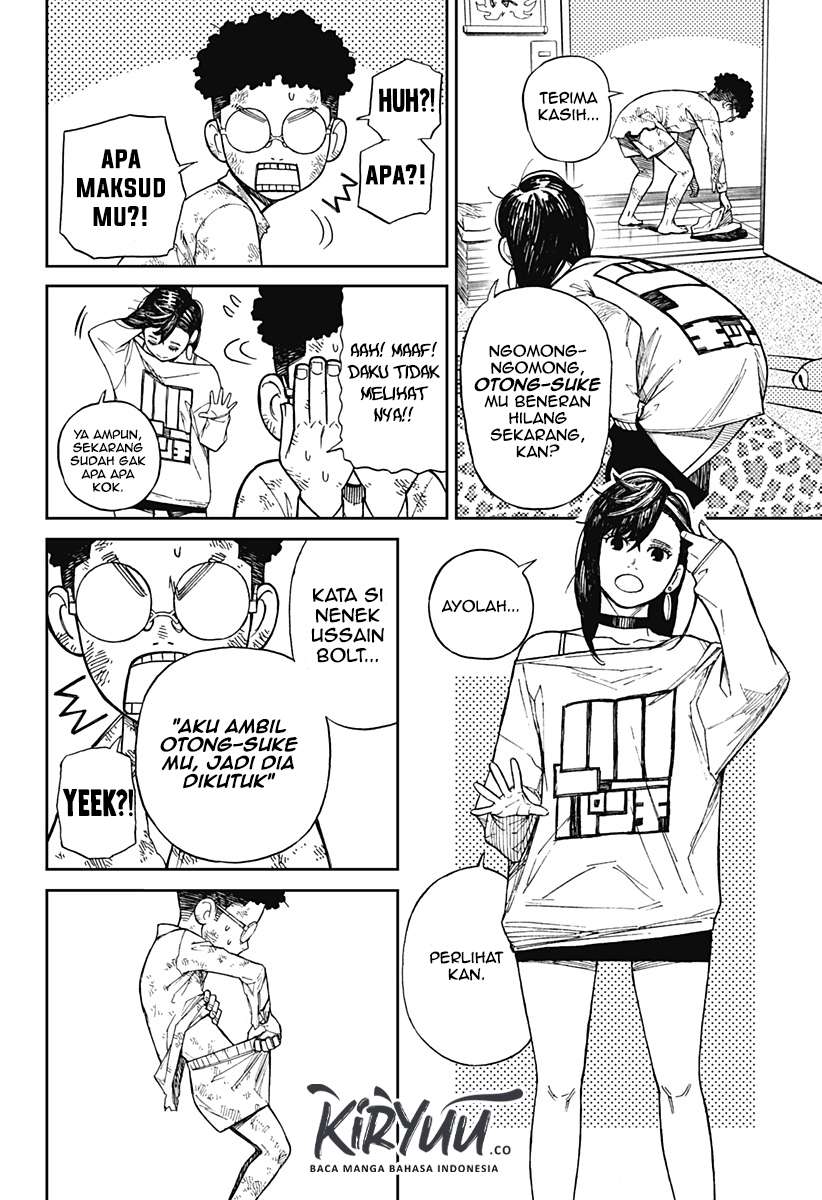 TERIMA
KASIH...
NGOMONG-
NGOMONG,
OTONG-SUKE
MU BENERAN
HILANG
SEKARANG,
KAN?
HUH?!
APA?!
APA
MAKSUD
MU?!
AAH! MAAF!
DAKU TIDAK
MELIHAT
NYA!!
YA AMPUN,
SEKARANG
SUDAH GAK
APA APA
KOK.
AYOLAH...
PERLIHAT
KAN.
KATA SI
NENEK
USSAIN
BOLT...
"AKU AMBIL
OTONG-SUKE
MU, JADI DIA
DIKUTUK"
YEEK?!
KIRYUU.CO
BACA MANGA BAHASA INDONESIA